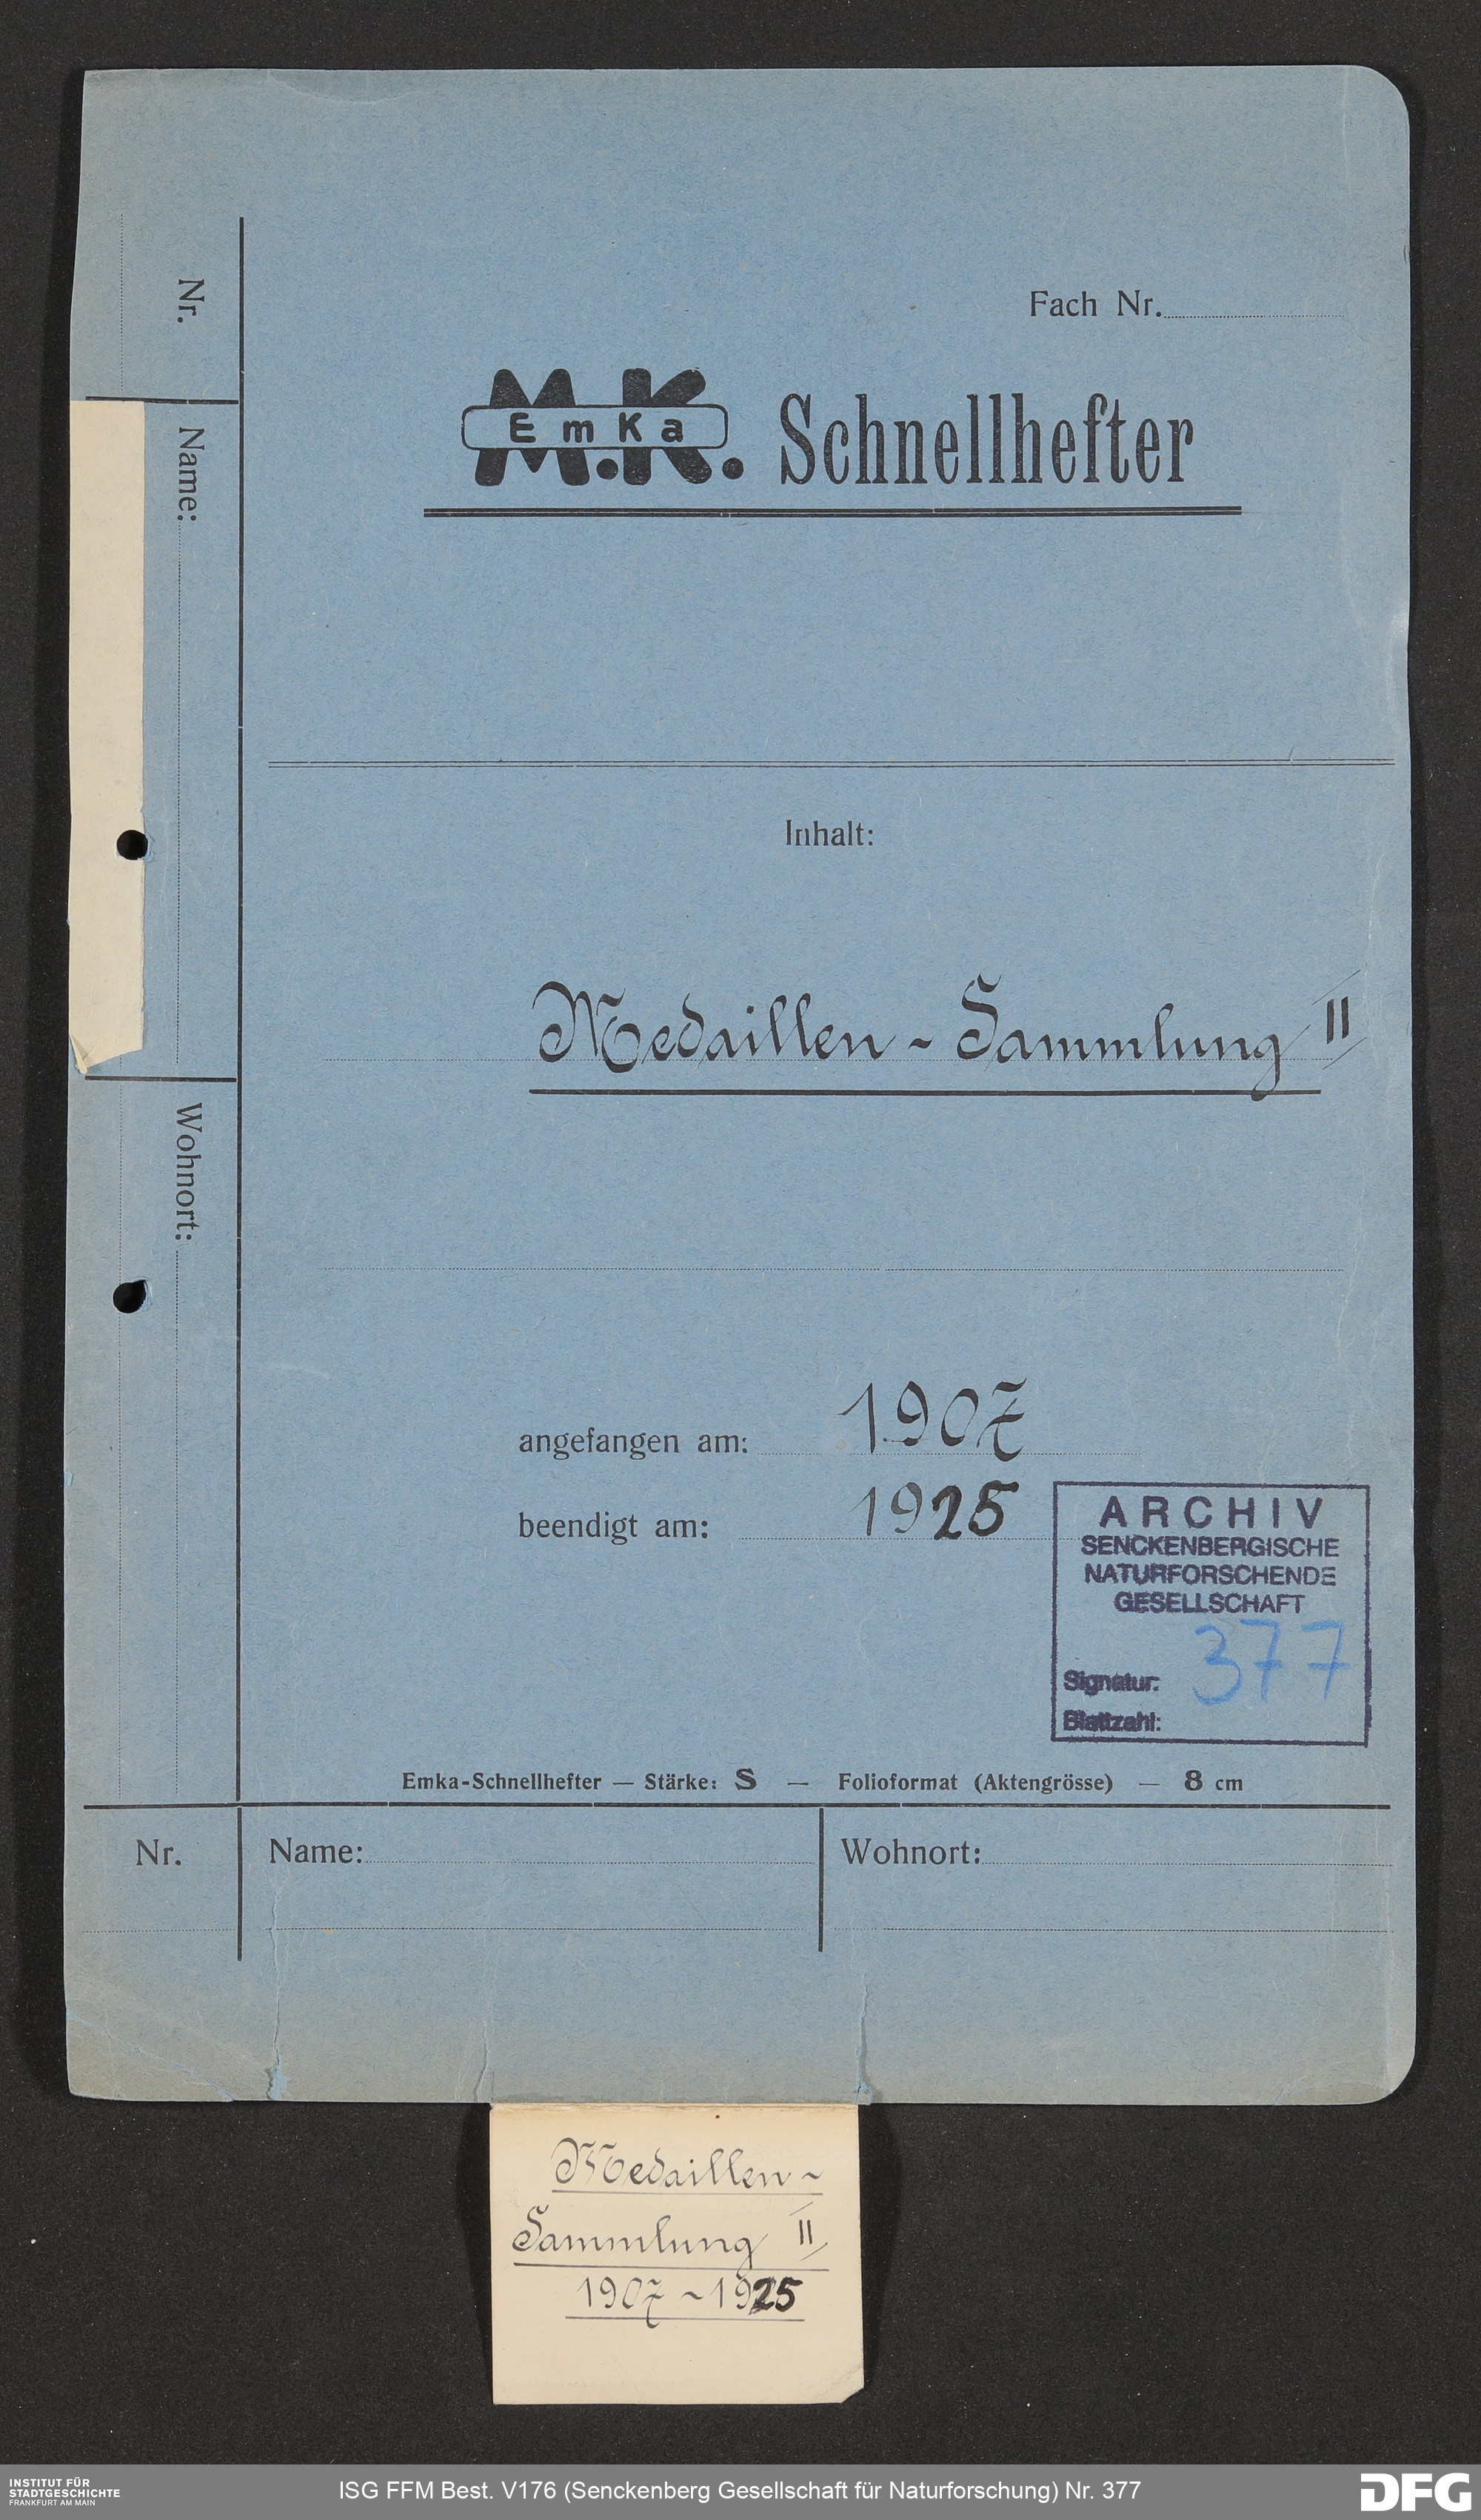 Fach Nr.
M.K. EmKa Schnellhefter
Inhalt:
Medaillen - Sammlung II
angefangen am: 1907
beendigt am: 1925
ARCHIV
SENCKENBERGISCHE
NATURFORSCHENDE
GESELLSCHAFT
Signatur: 377
Blattzahl:
Emka-Schnellhefter — Stärke: S — Folioformat (Aktengrösse) — 8 cm
Nr.
Name:
Wohnort:
Nr.
Name:
Wohnort:
Medaillen-
Sammlung II
1907-1925
INSTITUT FÜR
STADTGESCHICHTE
FRANKFURT AM MAIN
ISG FFM Best. V176 (Senckenberg Gesellschaft für Naturforschung) Nr. 377
DFG